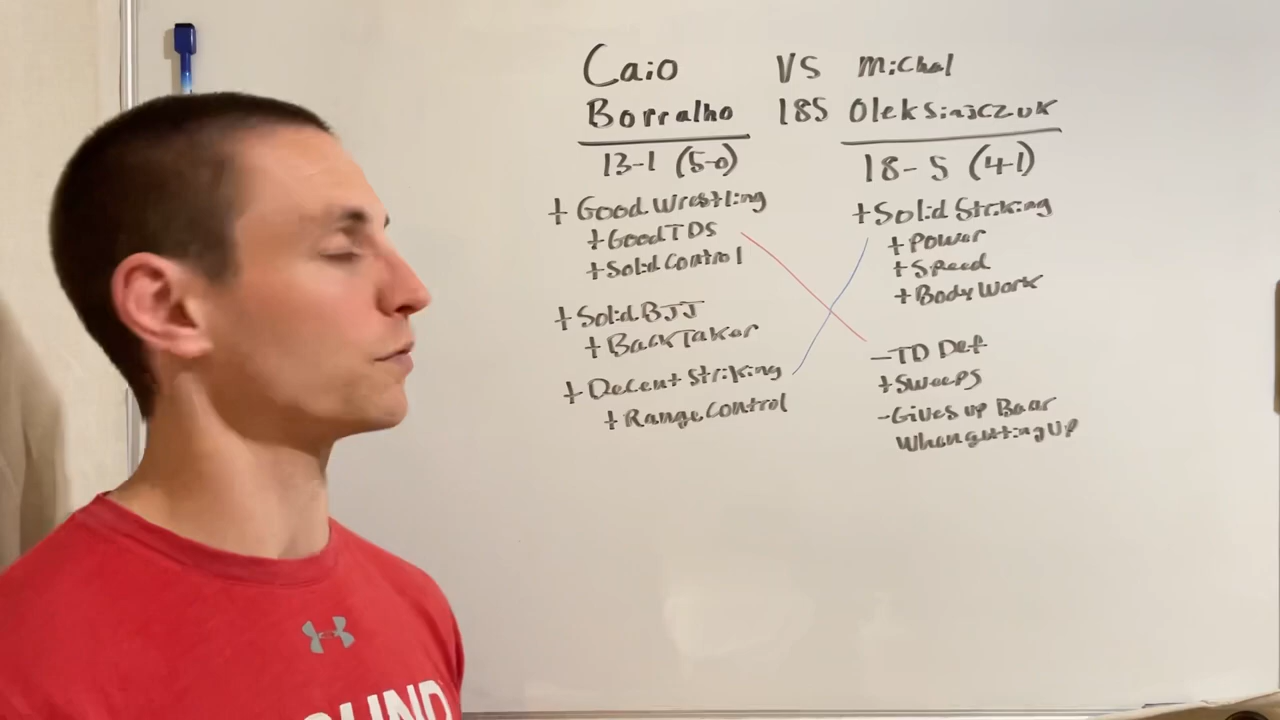 Caio VS Michal
Borralho 185 Oleksiajczuk
13-1 (5-0)
18-5 (4-1)
+ Good Wrestling
+ Good TDS
+ Solid Control
+ Solid BJJ
+ Back Taker
+ Decent Striking
+ Range Control
+ Solid Striking
+ Power
+ Speed
+ Body Work
- TD Def
+ Sweeps
- Gives up Back
When getting Up
OUND